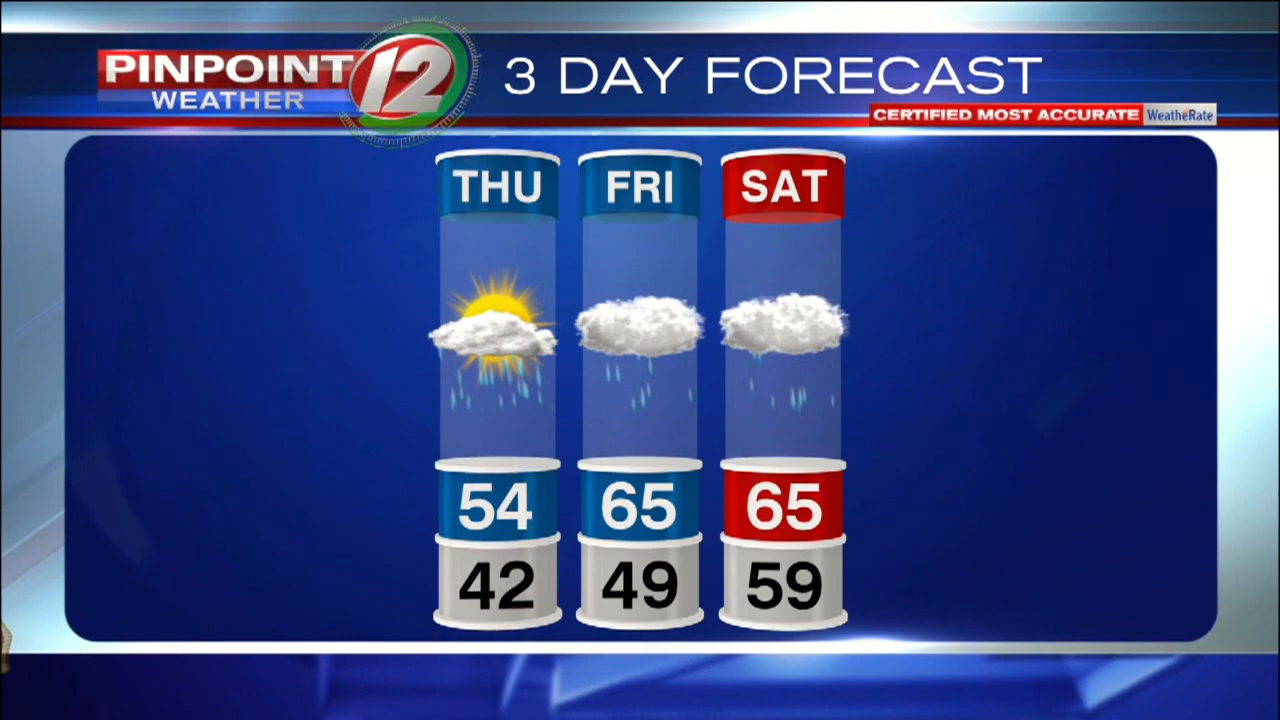 PINPOINT 12
WEATHER
3 DAY FORECAST
CERTIFIED MOST ACCURATE WeatheRate
THU FRI SAT
54 65 65
42 49 59